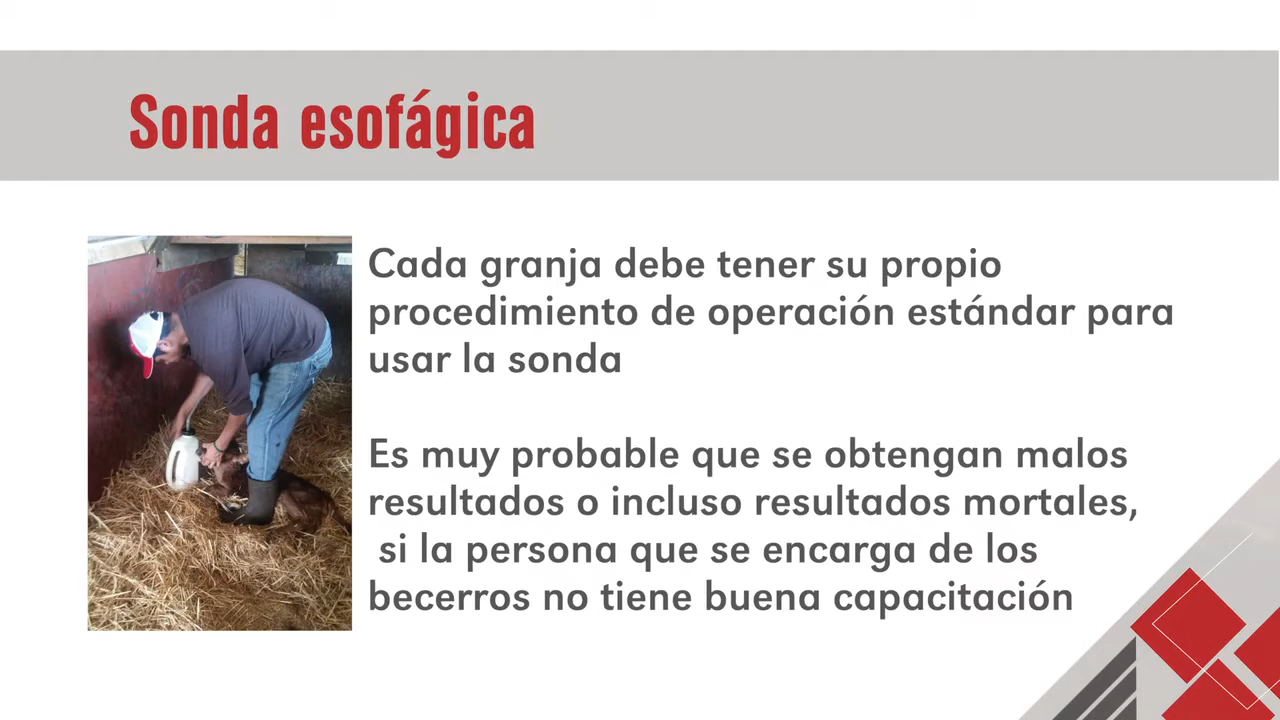 Sonda esofágica
Cada granja debe tener su propio
procedimiento de operación estándar para
usar la sonda
Es muy probable que se obtengan malos
resultados o incluso resultados mortales,
si la persona que se encarga de los
becerros no tiene buena capacitación